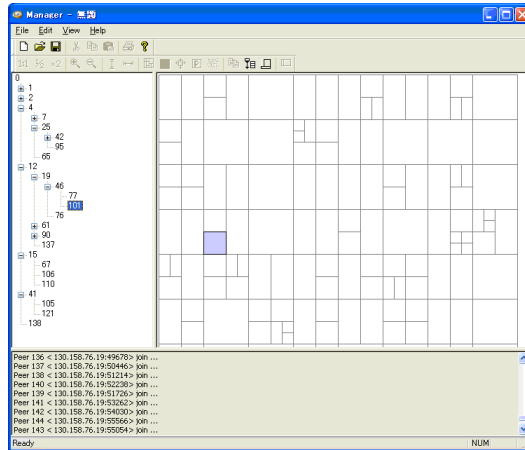 Manager - 無題
File Edit View Help
1:1 ½ ×2
0
1
2
4
7
25
42
95
65
12
19
46
77
101
76
61
90
137
15
67
106
110
41
105
121
138
Peer 136 < 130.158.76.19:49678> join ...
Peer 137 < 130.158.76.19:50446> join ...
Peer 138 < 130.158.76.19:51214> join ...
Peer 140 < 130.158.76.19:52238> join ...
Peer 139 < 130.158.76.19:51726> join ...
Peer 141 < 130.158.76.19:53262> join ...
Peer 142 < 130.158.76.19:54030> join ...
Peer 144 < 130.158.76.19:55566> join ...
Peer 143 < 130.158.76.19:55054> join ...
Ready NUM